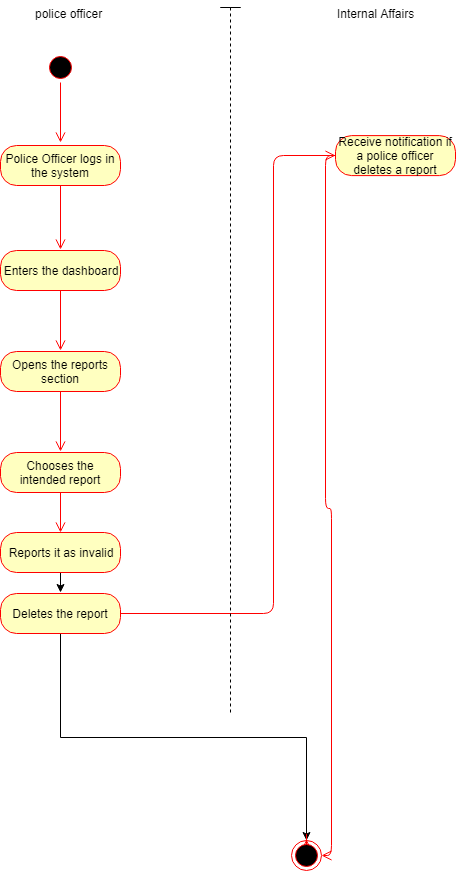 police officer
Internal Affairs
Police Officer logs in
the system
Receive notification if
a police officer
deletes a report
Enters the dashboard
Opens the reports
section
Chooses the
intended report
Reports it as invalid
Deletes the report